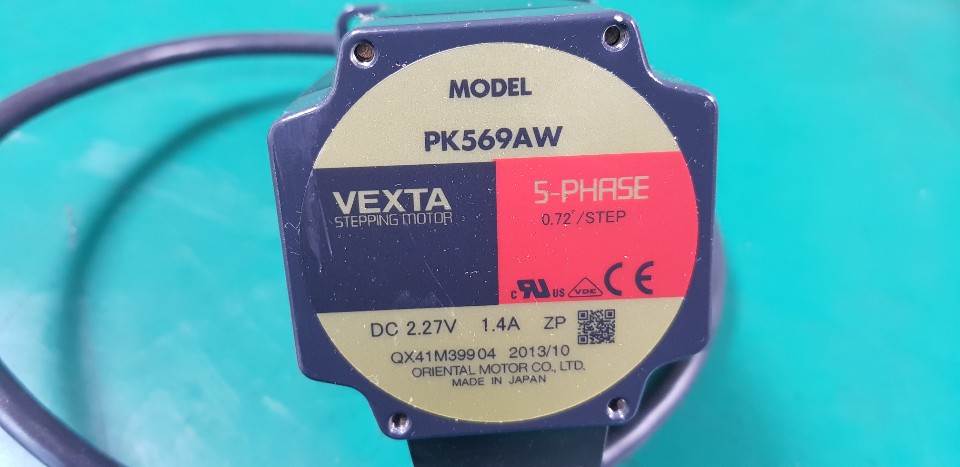 MODEL
PK569AW
VEXTA
STEPPING MOTOR
5-PHASE
0.72°/STEP
c RU US VDE CE
DC 2.27V 1.4A ZP
QX41M39904 2013/10
ORIENTAL MOTOR CO., LTD.
MADE IN JAPAN